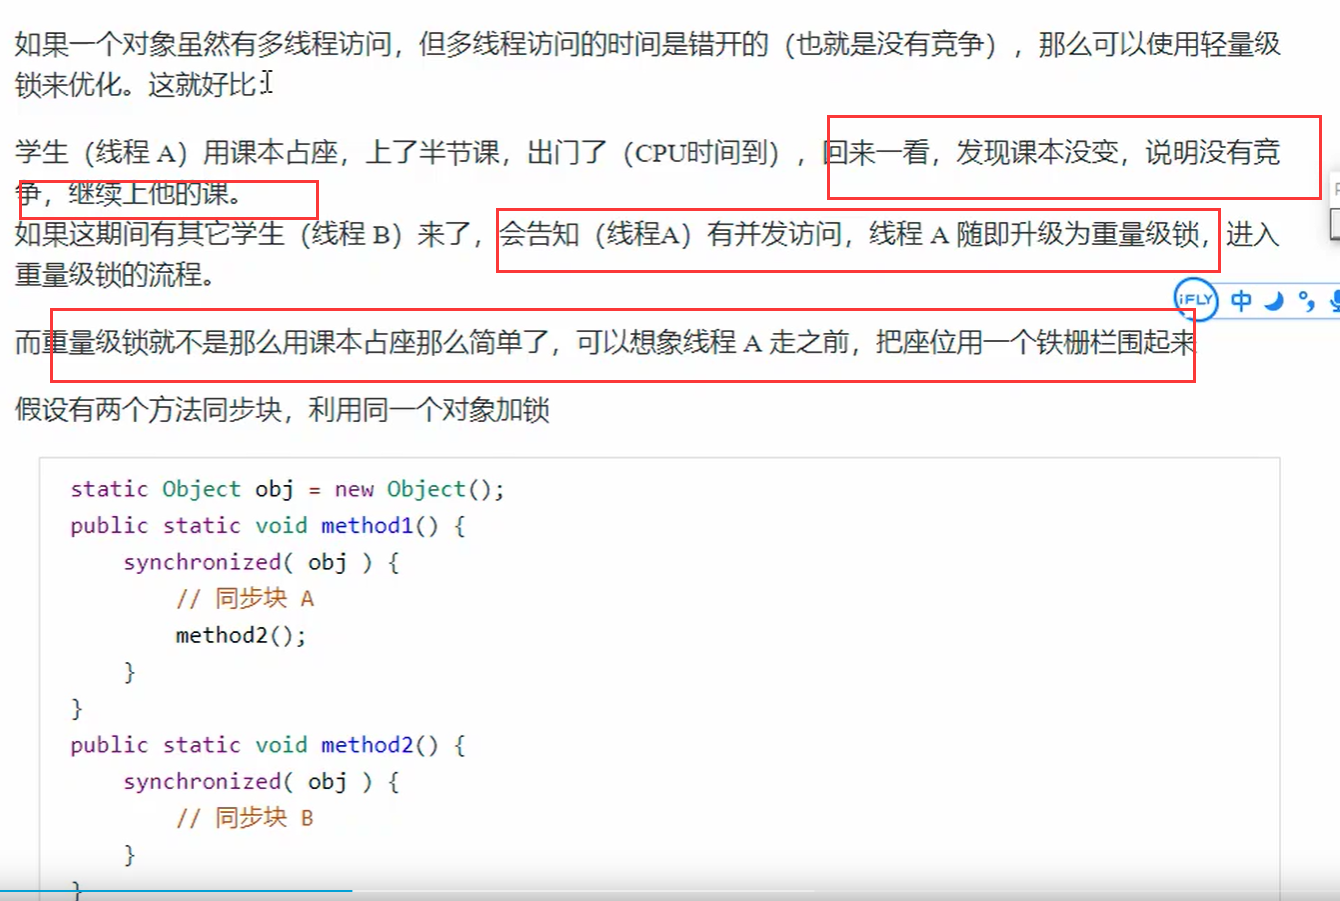 如果一个对象虽然有多线程访问，但多线程访问的时间是错开的（也就是没有竞争），那么可以使用轻量级
锁来优化。这就好比:
学生（线程 A）用课本占座，上了半节课，出门了（CPU时间到），回来一看，发现课本没变，说明没有竞
争，继续上他的课。
如果这期间有其它学生（线程 B）来了，会告知（线程A）有并发访问，线程 A 随即升级为重量级锁，进入
重量级锁的流程。
iFLY 中
而重量级锁就不是那么用课本占座那么简单了，可以想象线程 A 走之前，把座位用一个铁栅栏围起来
假设有两个方法同步块，利用同一个对象加锁
static Object obj = new Object();
public static void method1() {
    synchronized( obj ) {
        // 同步块 A
        method2();
    }
}
public static void method2() {
    synchronized( obj ) {
        // 同步块 B
    }
}